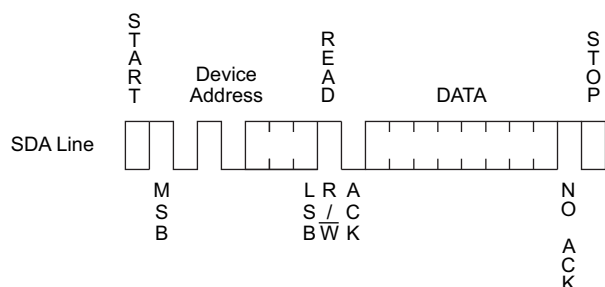 START
READ
STOP
Device
Address
DATA
SDA Line
MSB
LSB
R/W̅
ACK
NO ACK